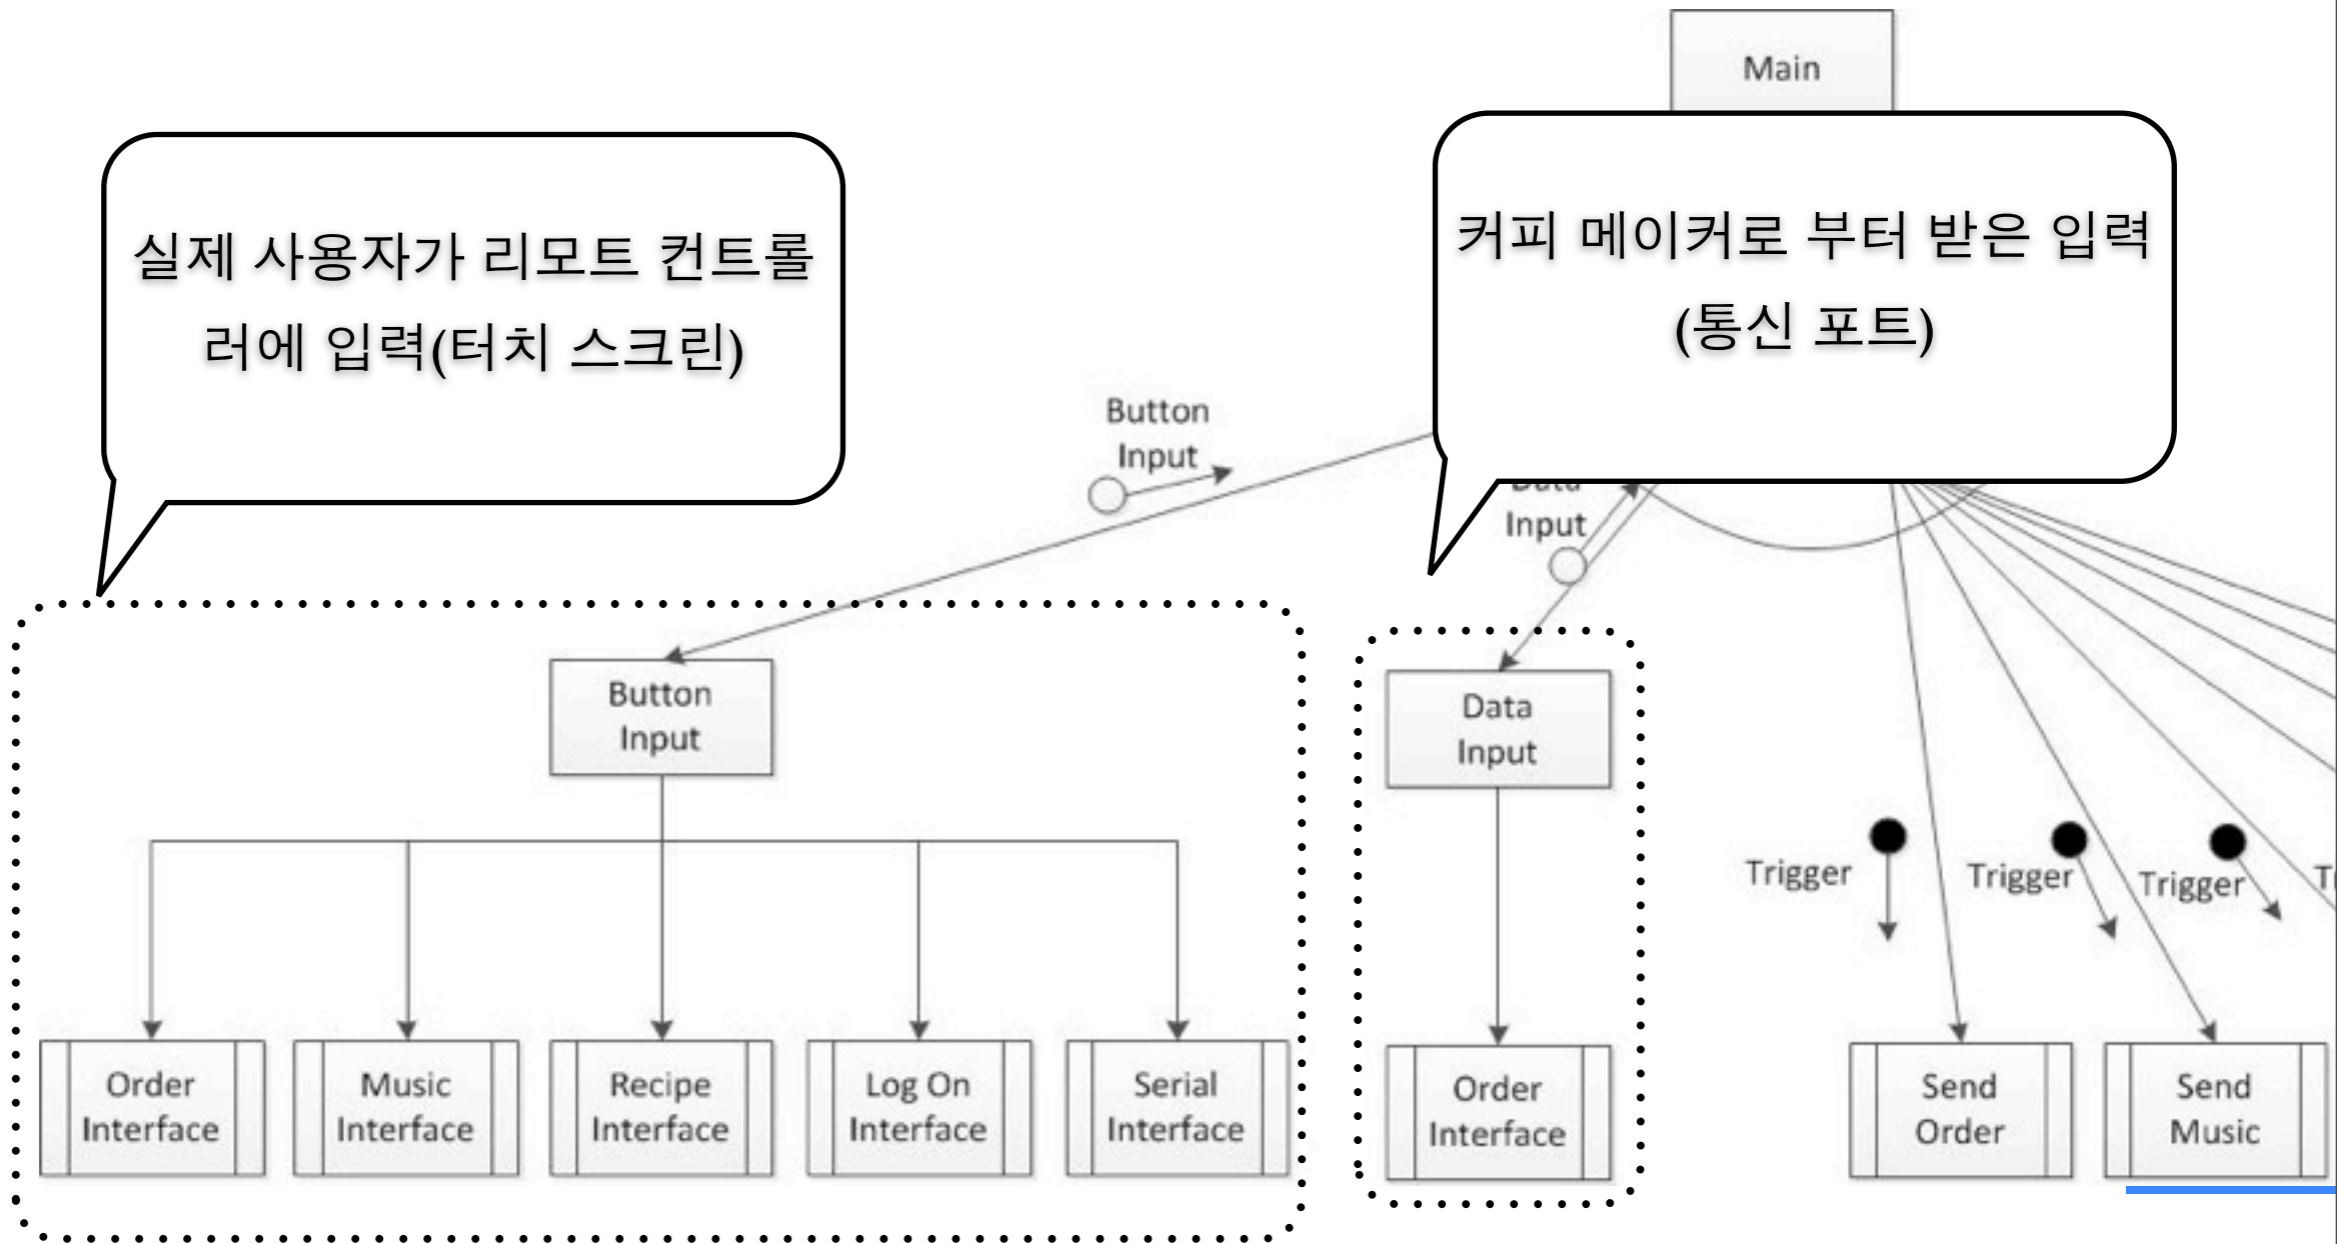 Main
실제 사용자가 리모트 컨트롤
러에 입력(터치 스크린)
커피 메이커로 부터 받은 입력
(통신 포트)
Button
Input
Data
Input
Button
Input
Data
Input
Trigger
Trigger
Trigger
Order
Interface
Music
Interface
Recipe
Interface
Log On
Interface
Serial
Interface
Order
Interface
Send
Order
Send
Music